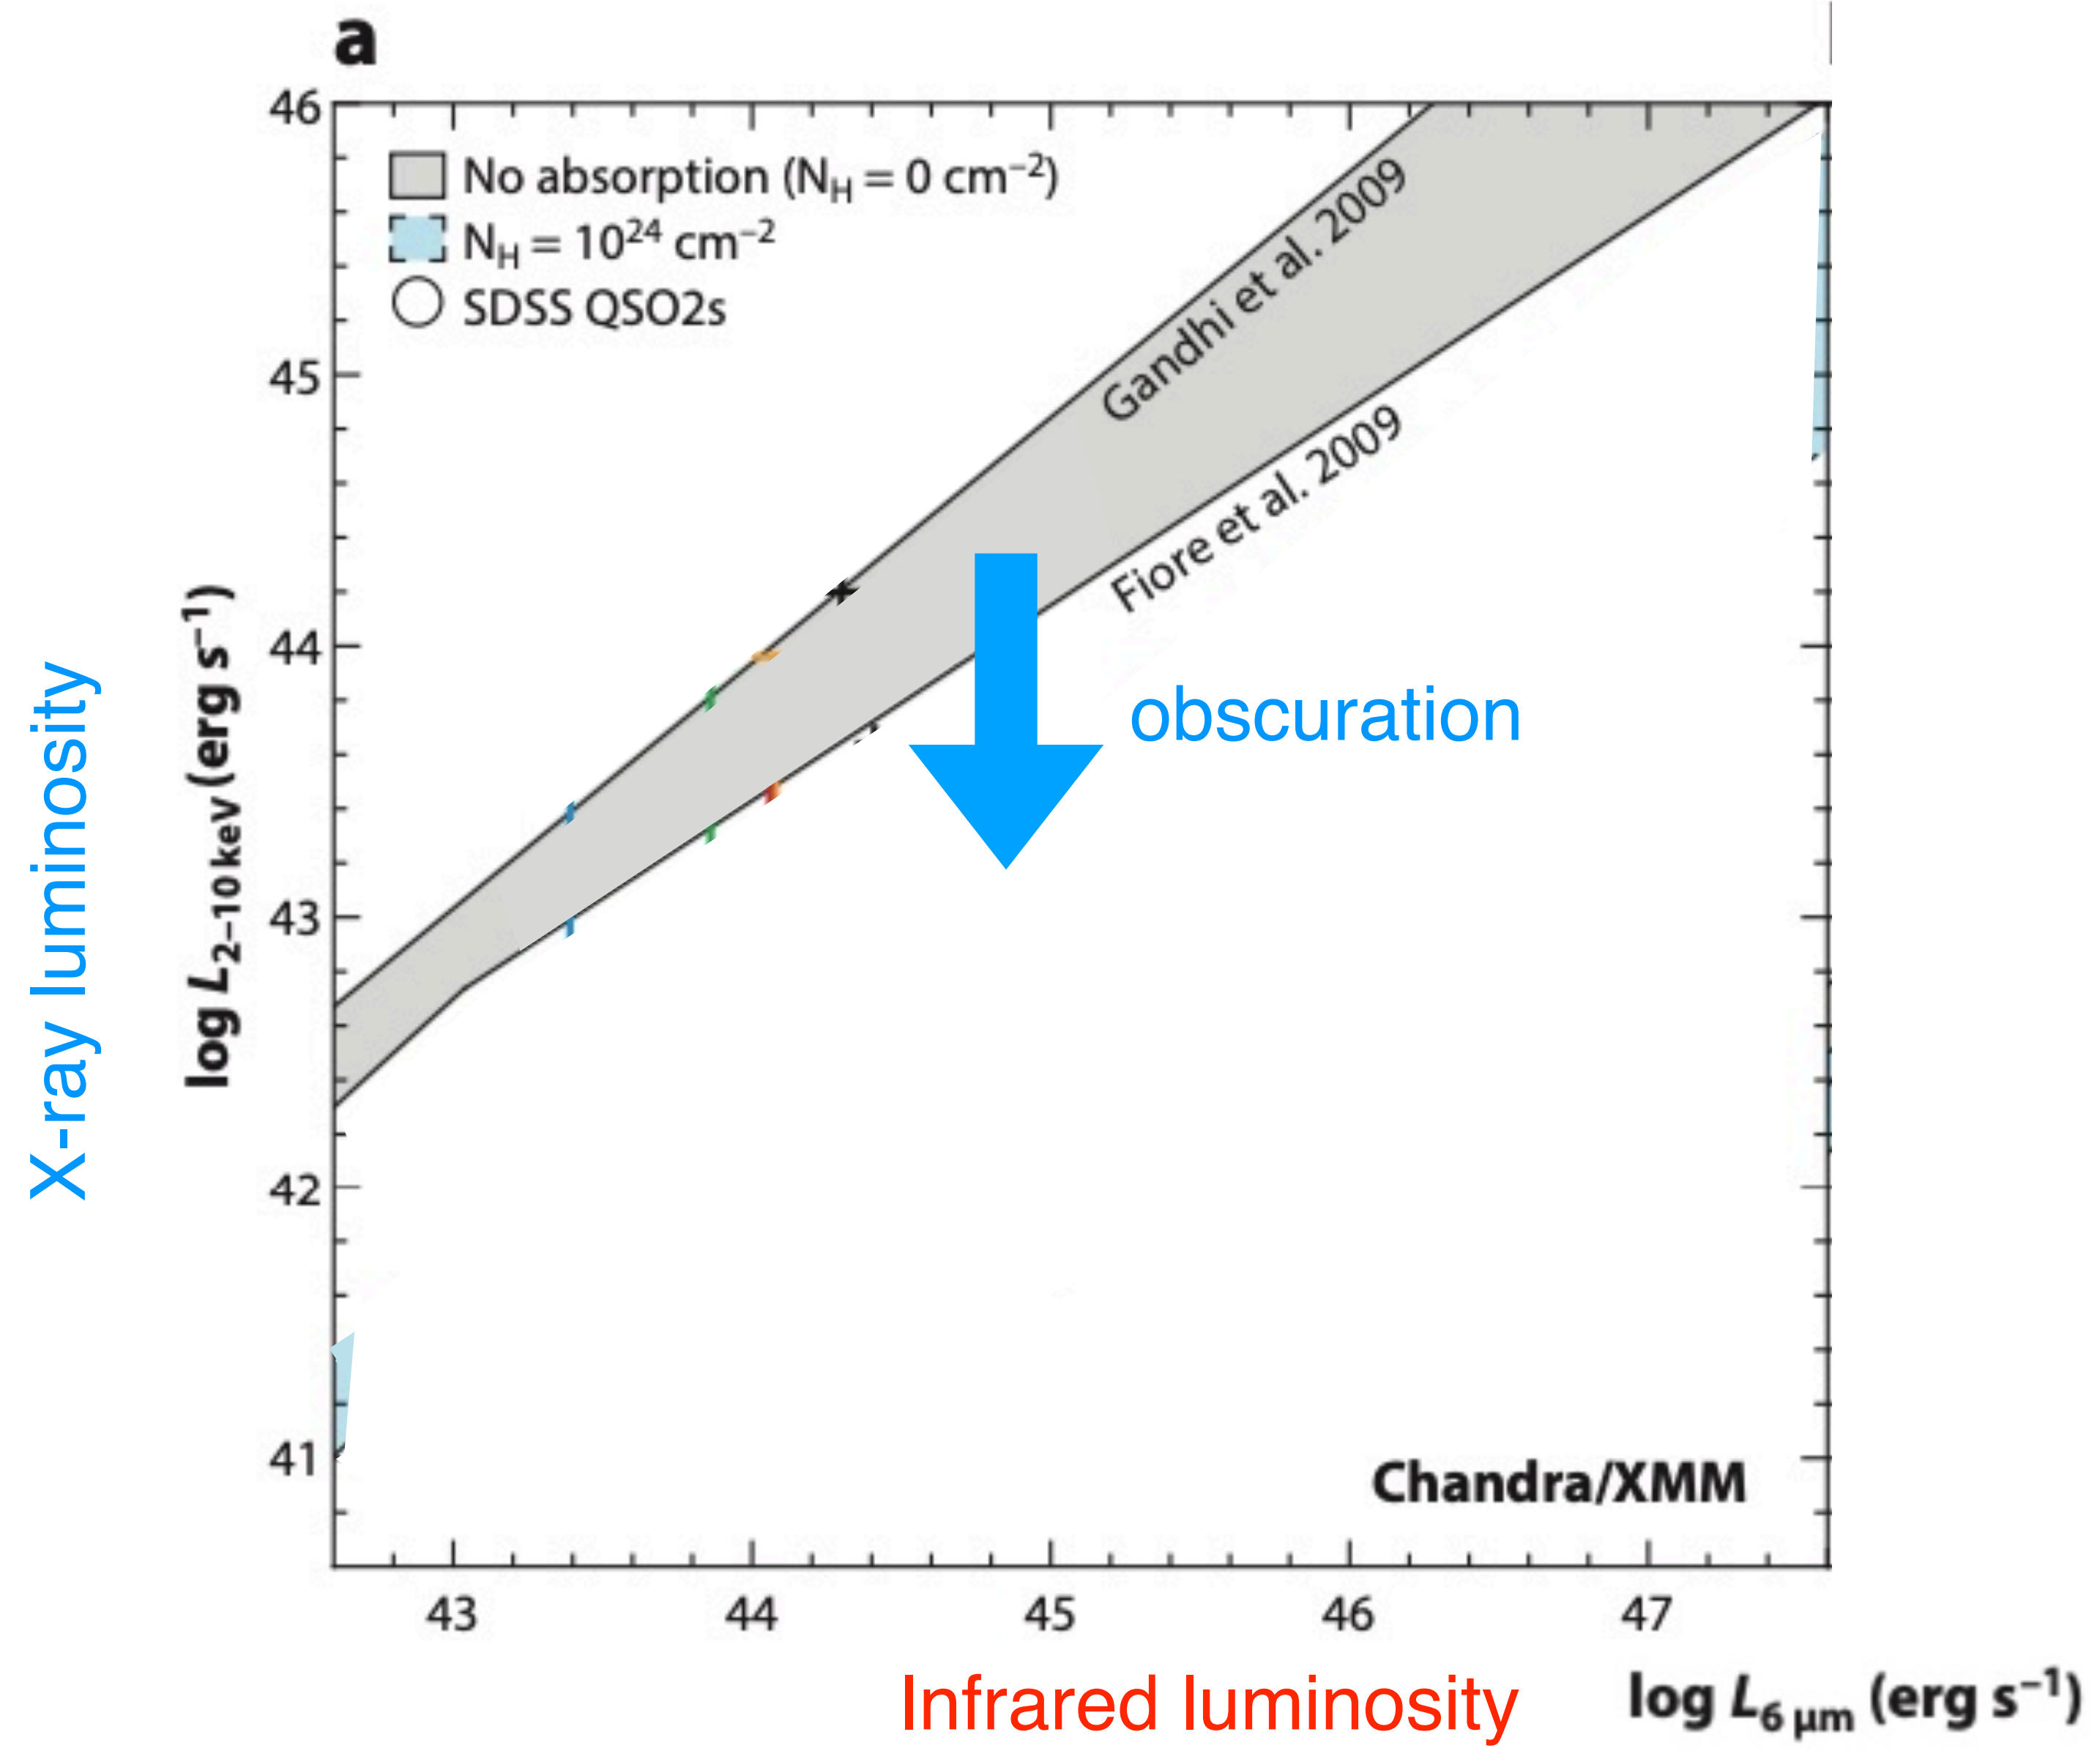 a
46
45
44
43
42
41
No absorption (N_H = 0 cm⁻²)
N_H = 10²⁴ cm⁻²
SDSS QSO2s
Gandhi et al. 2009
Fiore et al. 2009
obscuration
X-ray luminosity
log L_2–10 keV (erg s⁻¹)
Chandra/XMM
43 44 45 46 47
Infrared luminosity
log L_6 μm (erg s⁻¹)